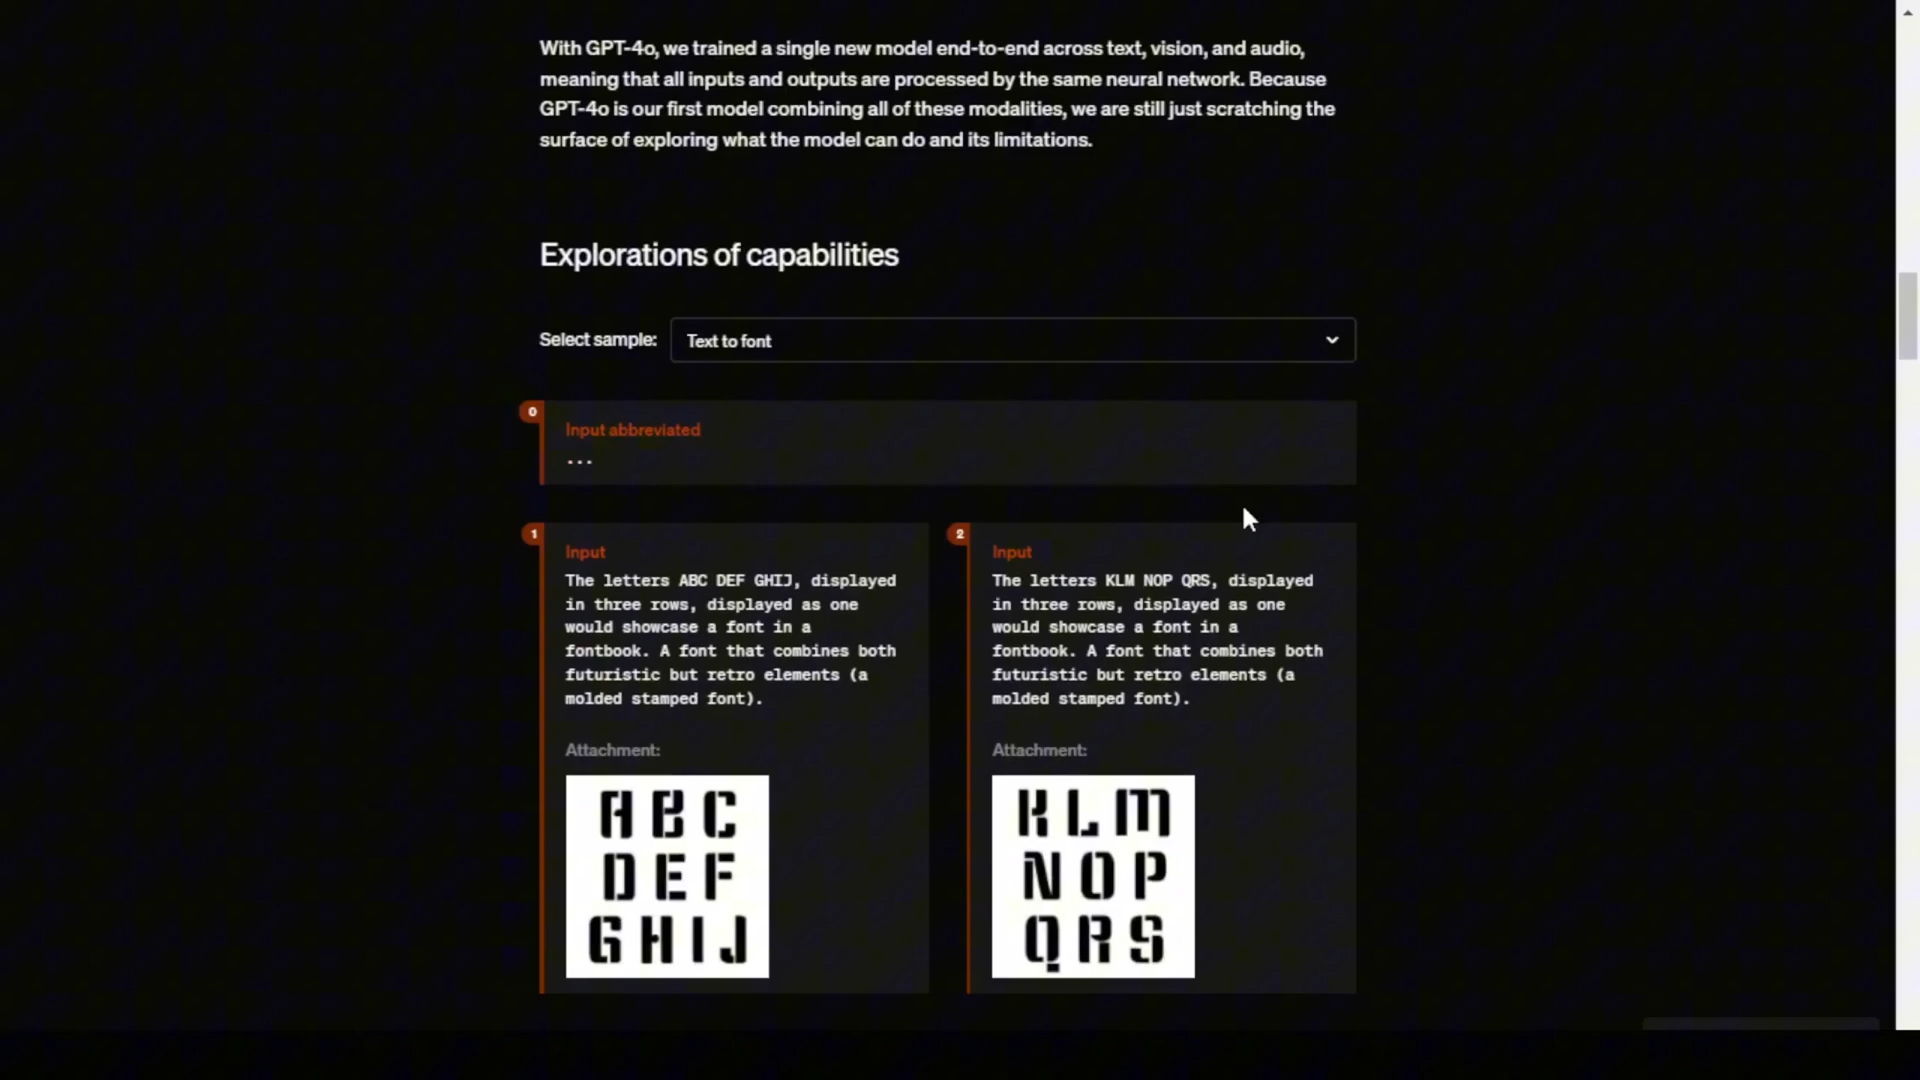 With GPT-4o, we trained a single new model end-to-end across text, vision, and audio,
meaning that all inputs and outputs are processed by the same neural network. Because
GPT-4o is our first model combining all of these modalities, we are still just scratching the
surface of exploring what the model can do and its limitations.
Explorations of capabilities
Select sample: Text to font
0
Input abbreviated
...
1
Input
The letters ABC DEF GHIJ, displayed
in three rows, displayed as one
would showcase a font in a
fontbook. A font that combines both
futuristic but retro elements (a
molded stamped font).
Attachment:
A B C
D E F
G H I J
2
Input
The letters KLM NOP QRS, displayed
in three rows, displayed as one
would showcase a font in a
fontbook. A font that combines both
futuristic but retro elements (a
molded stamped font).
Attachment:
K L M
N O P
Q R S